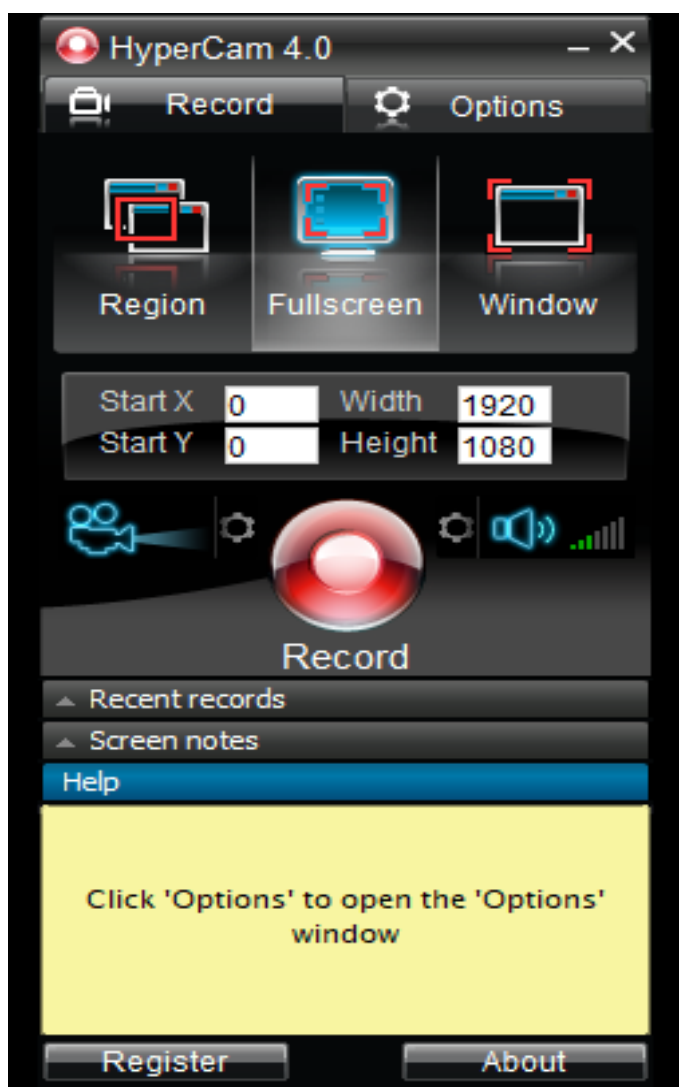 HyperCam 4.0
Record Options
Region Fullscreen Window
Start X 0 Width 1920
Start Y 0 Height 1080
Record
Recent records
Screen notes
Help
Click 'Options' to open the 'Options'
window
Register About